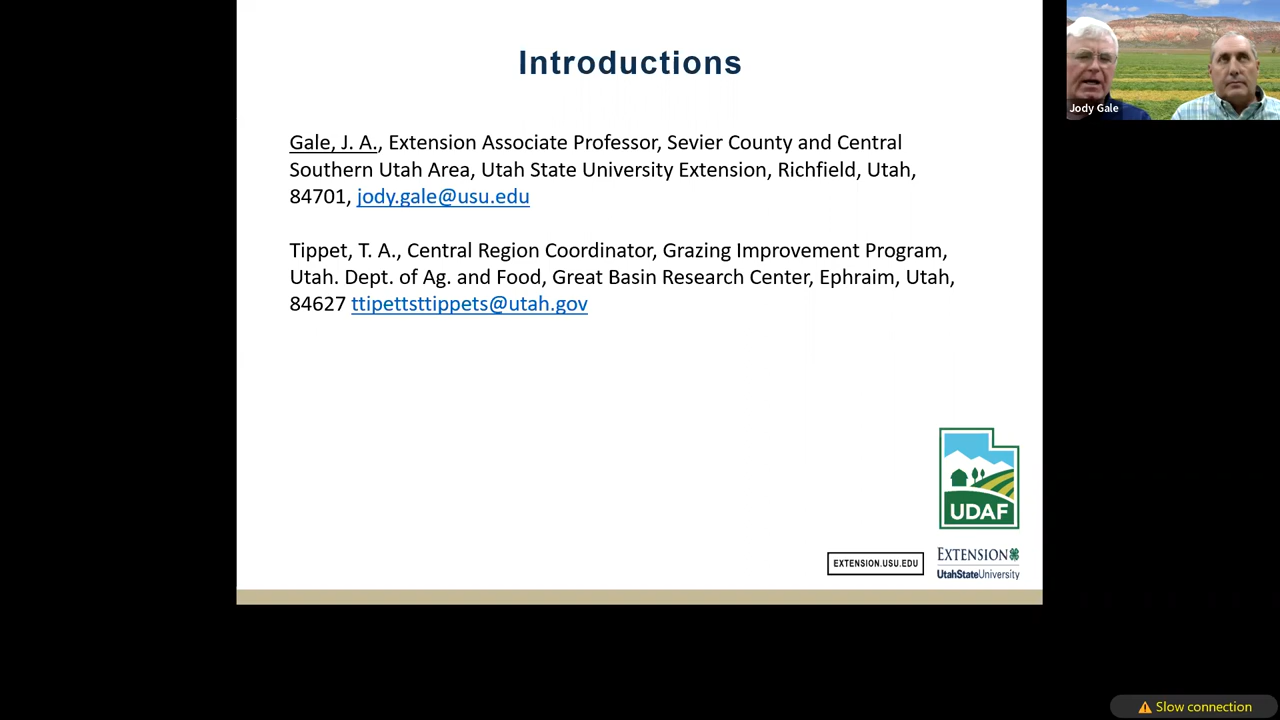 Introductions
Gale, J. A., Extension Associate Professor, Sevier County and Central
Southern Utah Area, Utah State University Extension, Richfield, Utah,
84701, jody.gale@usu.edu
Tippet, T. A., Central Region Coordinator, Grazing Improvement Program,
Utah. Dept. of Ag. and Food, Great Basin Research Center, Ephraim, Utah,
84627 ttipettsttippets@utah.gov
Jody Gale
UDAF
EXTENSION.USU.EDU
EXTENSION
UtahStateUniversity
Slow connection